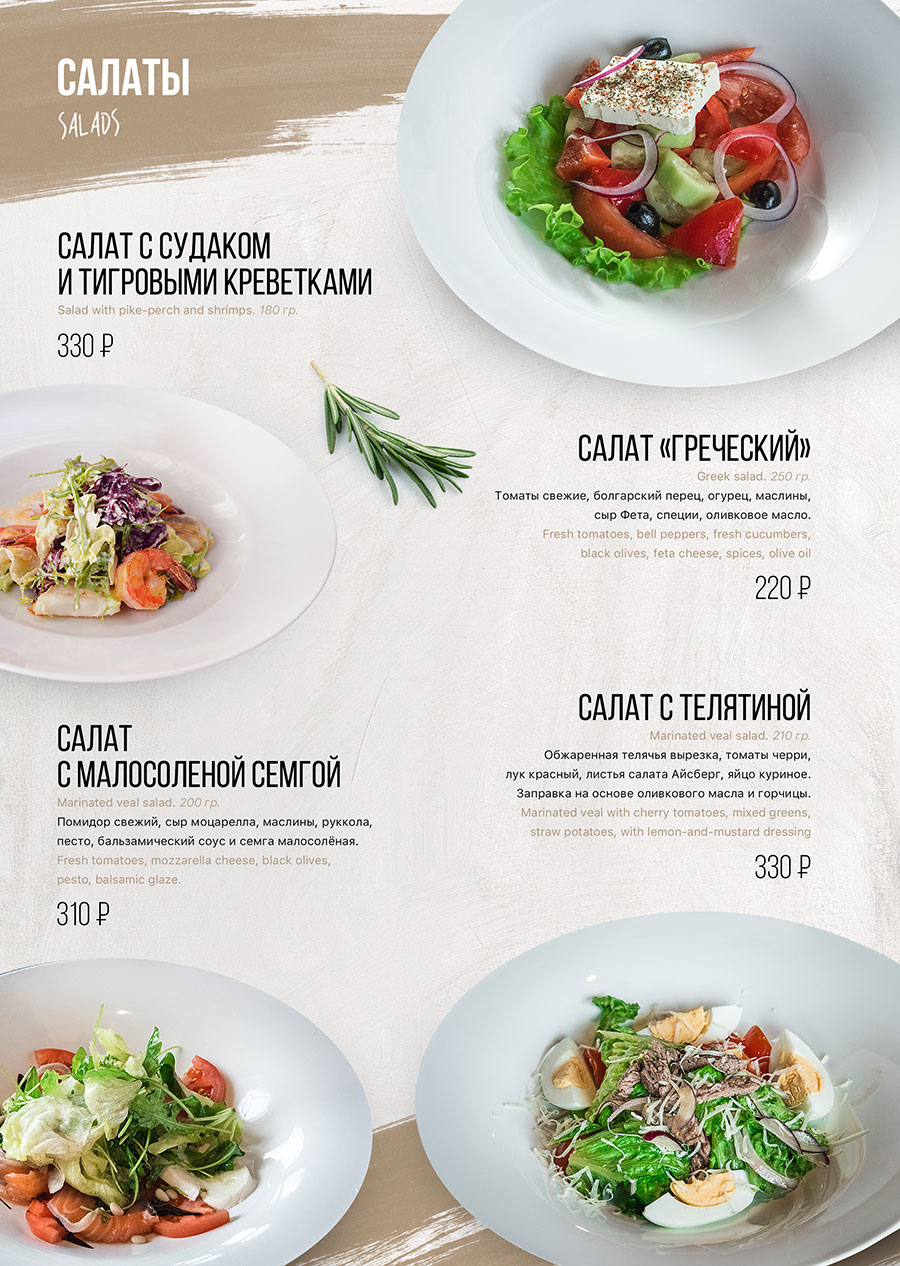 САЛАТЫ
SALADS
САЛАТ С СУДАКОМ
И ТИГРОВЫМИ КРЕВЕТКАМИ
Salad with pike-perch and shrimps. 180 гр.
330 ₽
САЛАТ «ГРЕЧЕСКИЙ»
Greek salad. 250 гр.
Томаты свежие, болгарский перец, огурец, маслины,
сыр Фета, специи, оливковое масло.
Fresh tomatoes, bell peppers, fresh cucumbers,
black olives, feta cheese, spices, olive oil
220 ₽
САЛАТ
С МАЛОСОЛЕНОЙ СЕМГОЙ
Marinated veal salad. 200 гр.
Помидор свежий, сыр моцарелла, маслины, руккола,
песто, бальзамический соус и семга малосолёная.
Fresh tomatoes, mozzarella cheese, black olives,
pesto, balsamic glaze.
310 ₽
САЛАТ С ТЕЛЯТИНОЙ
Marinated veal salad. 210 гр.
Обжаренная телячья вырезка, томаты черри,
лук красный, листья салата Айсберг, яйцо куриное.
Заправка на основе оливкового масла и горчицы.
Marinated veal with cherry tomatoes, mixed greens,
straw potatoes, with lemon-and-mustard dressing
330 ₽